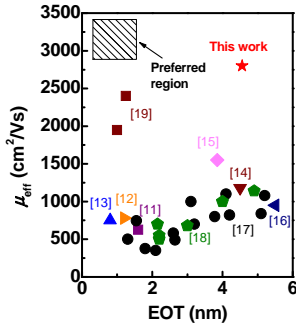 3500
3000
2500
2000
1500
1000
500
0
μeff (cm²/Vs)
This work
Preferred
region
[19]
[15]
[14]
[13]
[12]
[11]
[18]
[17]
[16]
0 2 4 6
EOT (nm)